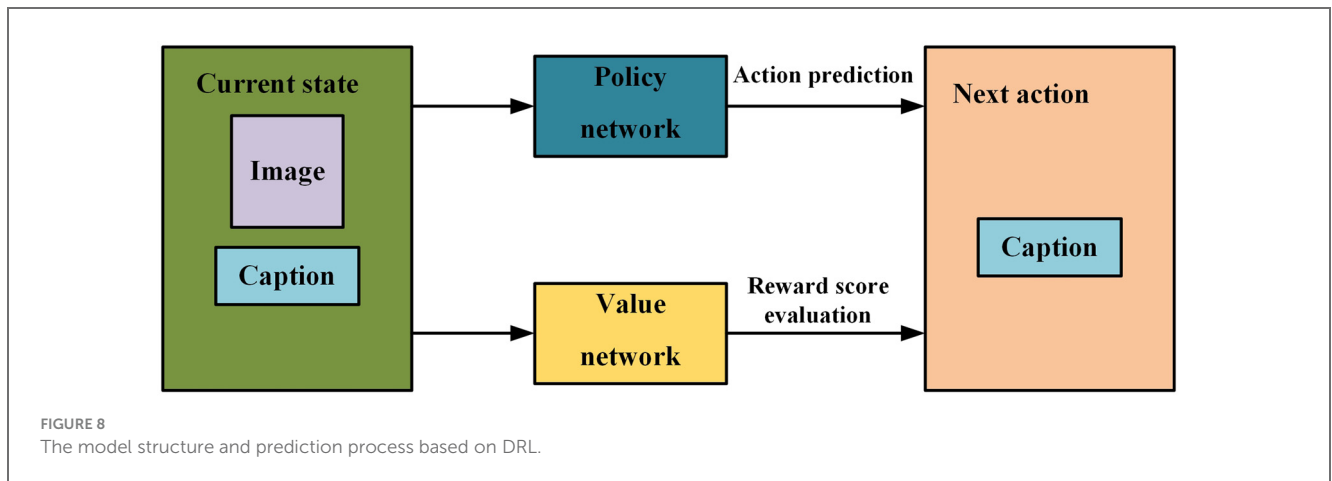 Current state
Image
Caption
Policy
network
Action prediction
Value
network
Reward score
evaluation
Next action
Caption
FIGURE 8
The model structure and prediction process based on DRL.